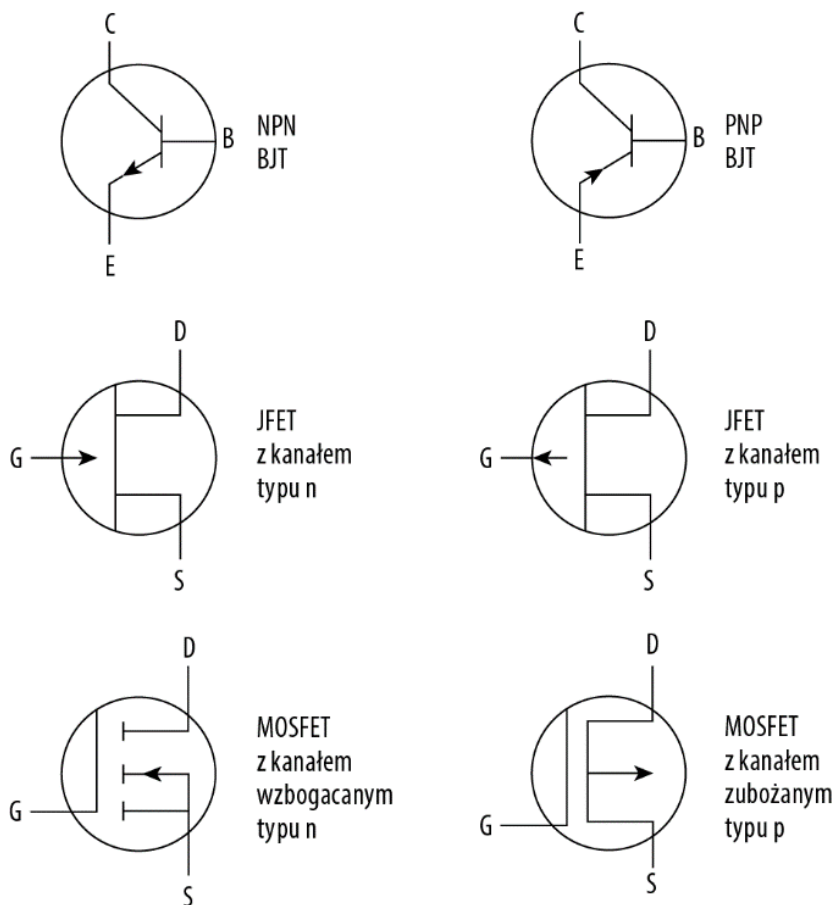 C
B
NPN
BJT
E
C
B
PNP
BJT
E
D
G
JFET
z kanałem
typu n
S
D
G
JFET
z kanałem
typu p
S
D
MOSFET
z kanałem
wzbogacanym
typu n
G
S
D
MOSFET
z kanałem
zubożanym
typu p
G
S